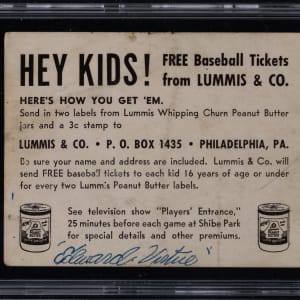 HEY KIDS! FREE Baseball Tickets
from LUMMIS & CO.
HERE'S HOW YOU GET 'EM.
Send in two labels from Lummis Whipping Churn Peanut Butter
jars and a 3c stamp to
LUMMIS & CO. • P. O. BOX 1435 • PHILADELPHIA, PA.
Be sure your name and address are included. Lummis & Co. will
send FREE baseball tickets to each kid 16 years of age or under
for every two Lummis Peanut Butter labels.
See television show "Players' Entrance,"
25 minutes before each game at Shibe Park
for special details and other premiums.
Edward Virtue